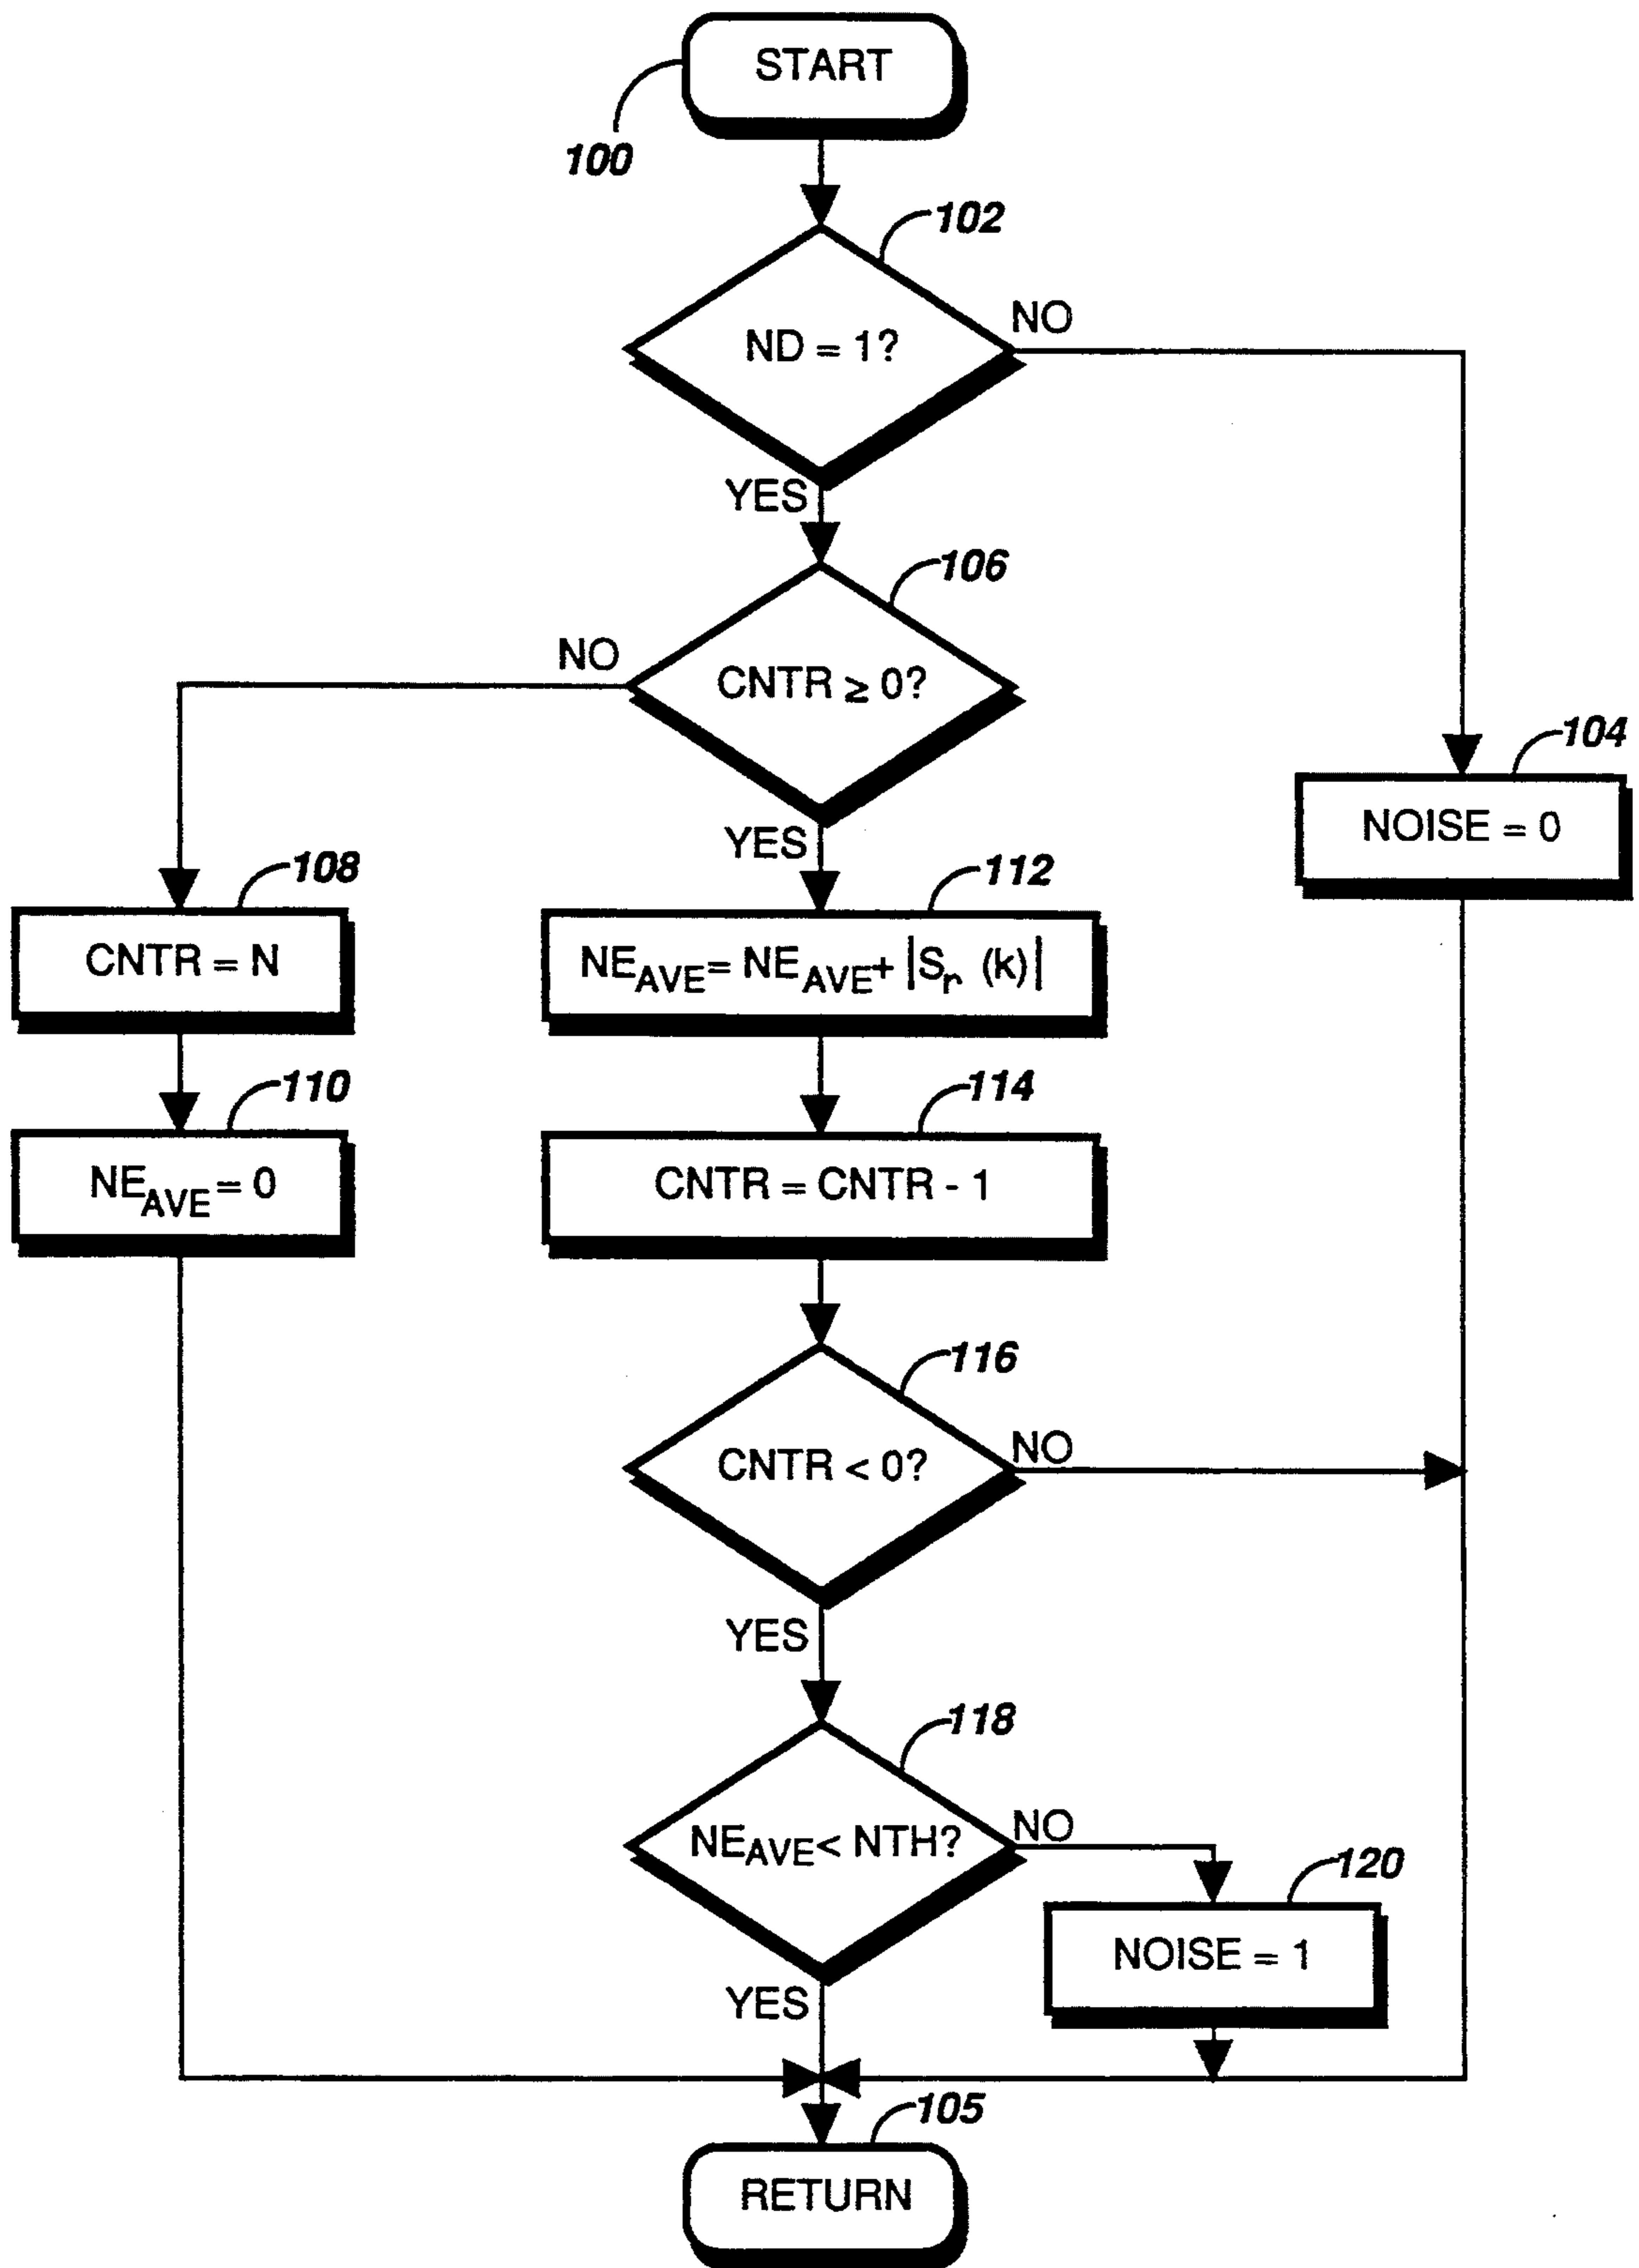 START
100
102
ND = 1?
NO
YES
106
NO
CNTR ≥ 0?
104
NOISE = 0
YES
108
112
CNTR = N
NE_AVE = NE_AVE + |S_r (k)|
110
114
NE_AVE = 0
CNTR = CNTR - 1
116
CNTR < 0?
NO
YES
118
NE_AVE < NTH?
NO
120
NOISE = 1
YES
105
RETURN